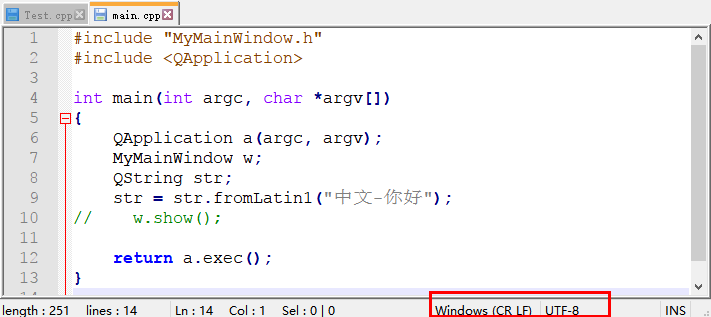 Test.cpp main.cpp
1 #include "MyMainWindow.h"
2 #include <QApplication>
3
4 int main(int argc, char *argv[])
5 {
6 QApplication a(argc, argv);
7 MyMainWindow w;
8 QString str;
9 str = str.fromLatin1("中文-你好");
10 // w.show();
11
12 return a.exec();
13 }
14
length : 251 lines : 14 Ln : 14 Col : 1 Sel : 0 | 0 Windows (CR LF) UTF-8 INS